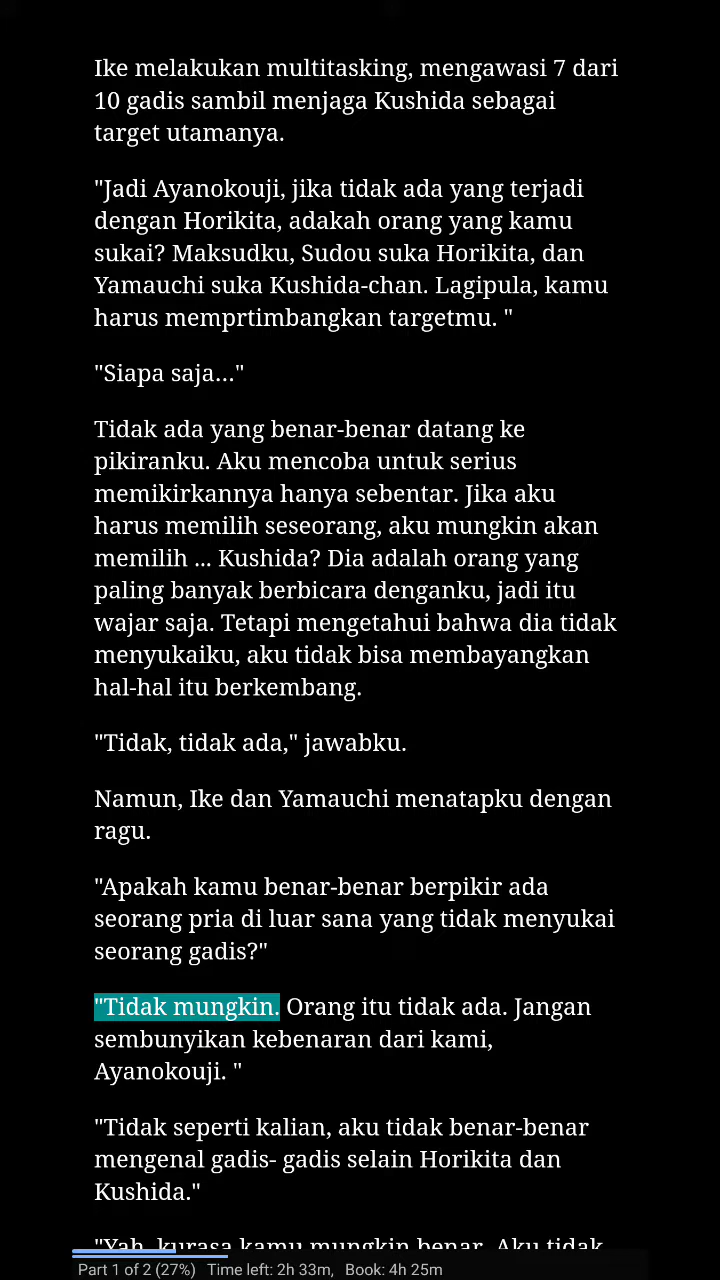 Ike melakukan multitasking, mengawasi 7 dari
10 gadis sambil menjaga Kushida sebagai
target utamanya.
"Jadi Ayanokouji, jika tidak ada yang terjadi
dengan Horikita, adakah orang yang kamu
sukai? Maksudku, Sudou suka Horikita, dan
Yamauchi suka Kushida-chan. Lagipula, kamu
harus memprtimbangkan targetmu. "
"Siapa saja..."
Tidak ada yang benar-benar datang ke
pikiranku. Aku mencoba untuk serius
memikirkannya hanya sebentar. Jika aku
harus memilih seseorang, aku mungkin akan
memilih ... Kushida? Dia adalah orang yang
paling banyak berbicara denganku, jadi itu
wajar saja. Tetapi mengetahui bahwa dia tidak
menyukaiku, aku tidak bisa membayangkan
hal-hal itu berkembang.
"Tidak, tidak ada," jawabku.
Namun, Ike dan Yamauchi menatapku dengan
ragu.
"Apakah kamu benar-benar berpikir ada
seorang pria di luar sana yang tidak menyukai
seorang gadis?"
"Tidak mungkin. Orang itu tidak ada. Jangan
sembunyikan kebenaran dari kami,
Ayanokouji. "
"Tidak seperti kalian, aku tidak benar-benar
mengenal gadis- gadis selain Horikita dan
Kushida."
"Yah, kurasa kamu mungkin benar. Aku tidak
Part 1 of 2 (27%) Time left: 2h 33m, Book: 4h 25m